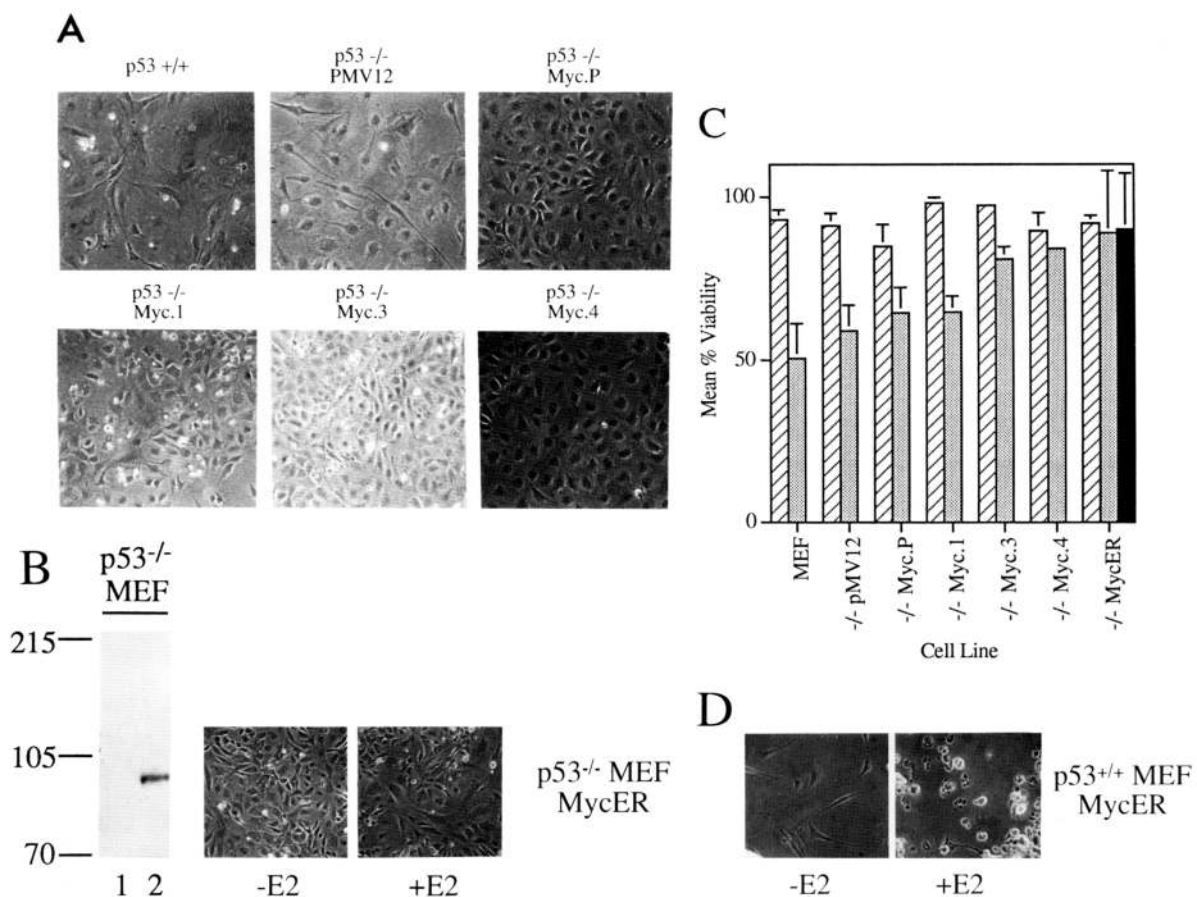 A
p53 +/+
p53 -/-
PMV12
p53 -/-
Myc.P
p53 -/-
Myc.1
p53 -/-
Myc.3
p53 -/-
Myc.4
B
p53-/-
MEF
215
105
70
1 2
-E2
+E2
p53-/- MEF
MycER
C
Mean % Viability
100
50
0
MEF
-/- pMV12
-/- Myc.P
-/- Myc.1
-/- Myc.3
-/- Myc.4
-/- MycER
Cell Line
D
-E2
+E2
p53+/+ MEF
MycER